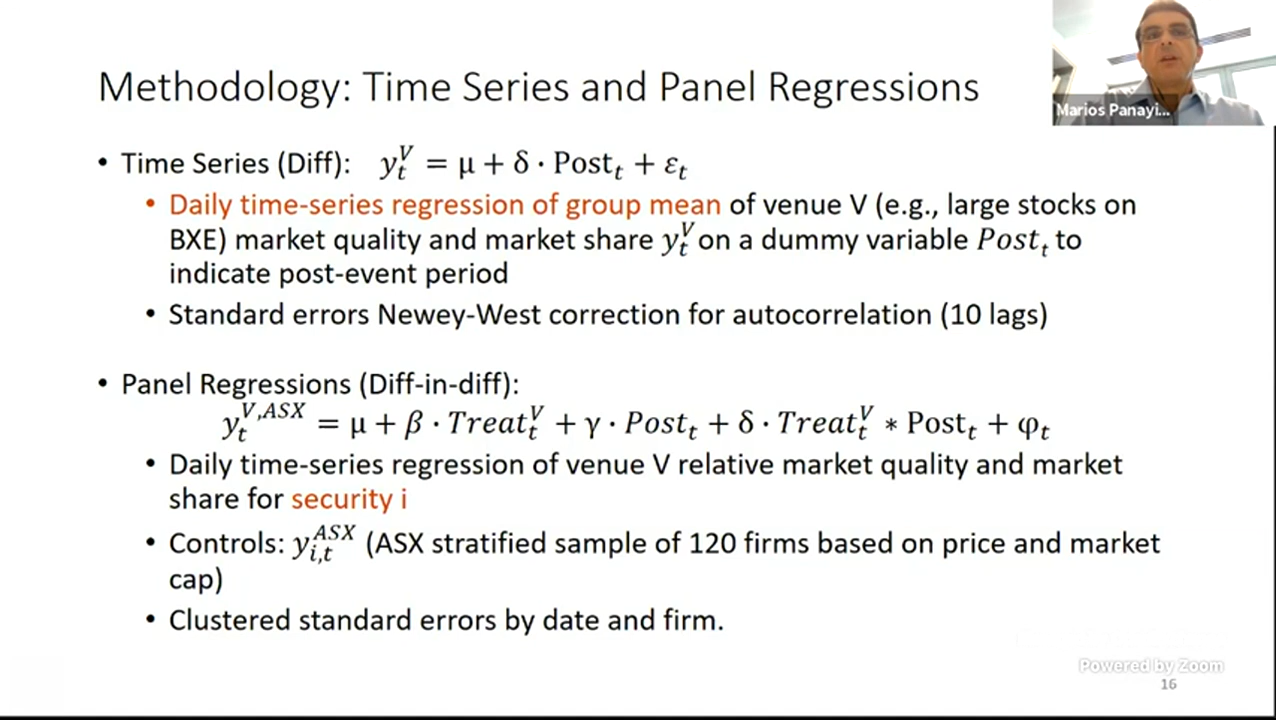 Methodology: Time Series and Panel Regressions
Marios Panayi...
• Time Series (Diff): $y_t^V = μ + δ · Post_t + ε_t$
• Daily time-series regression of group mean of venue V (e.g., large stocks on
BXE) market quality and market share $y_t^V$ on a dummy variable $Post_t$ to
indicate post-event period
• Standard errors Newey-West correction for autocorrelation (10 lags)
• Panel Regressions (Diff-in-diff):
$y_t^{V,ASX} = μ + β · Treat_t^V + γ · Post_t + δ · Treat_t^V * Post_t + φ_t$
• Daily time-series regression of venue V relative market quality and market
share for security i
• Controls: $y_{i,t}^{ASX}$ (ASX stratified sample of 120 firms based on price and market
cap)
• Clustered standard errors by date and firm.
Powered by Zoom
16